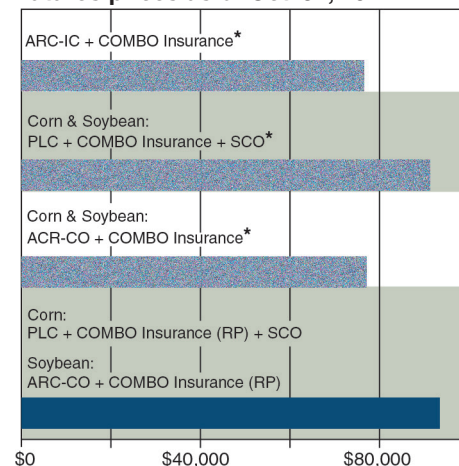 ARC-IC + COMBO Insurance*
Corn & Soybean:
PLC + COMBO Insurance + SCO*
Corn & Soybean:
ACR-CO + COMBO Insurance*
Corn:
PLC + COMBO Insurance (RP) + SCO
Soybean:
ARC-CO + COMBO Insurance (RP)
$0 $40,000 $80,000